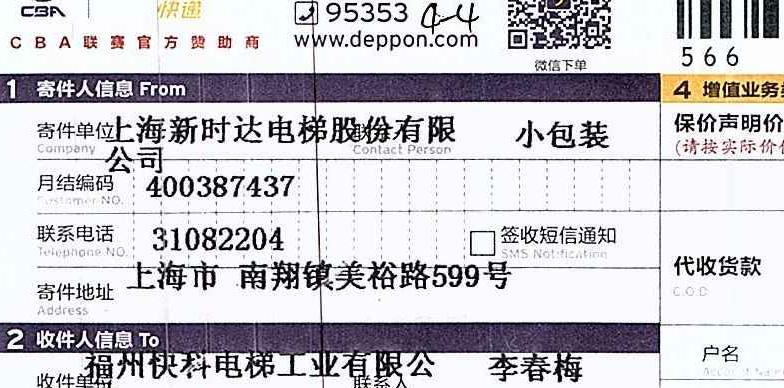 CBA 快递 95353 4-4
CBA联赛官方赞助商 www.deppon.com
微信下单
566
1 寄件人信息 From
4 增值业务
寄件单位 上海新时达电梯股份有限公司 小包装
Company Contact Person
保价声明价
(请按实际价
月结编码 400387437
Customer NO.
联系电话 31082204 签收短信通知
Telephone NO. SMS Notification
代收货款
C.O.D
寄件地址 上海市 南翔镇美裕路599号
Address
2 收件人信息 To
户名
收件单位 福州快科电梯工业有限公 联系人 李春梅